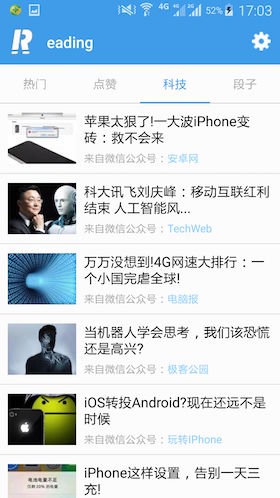 4G
52%
17:03
R
eading
热门
点赞
科技
段子
苹果太狠了!一大波iPhone变
砖：救不会来
来自微信公众号：安卓网
科大讯飞刘庆峰：移动互联红利
结束 人工智能风...
来自微信公众号：TechWeb
万万没想到!4G网速大排行：一
个小国完虐全球!
来自微信公众号：电脑报
当机器人学会思考，我们该恐慌
还是高兴?
来自微信公众号：极客公园
iOS转投Android?现在还远不是
时候
来自微信公众号：玩转iPhone
iPhone这样设置，告别一天三
充!
电池电量不足